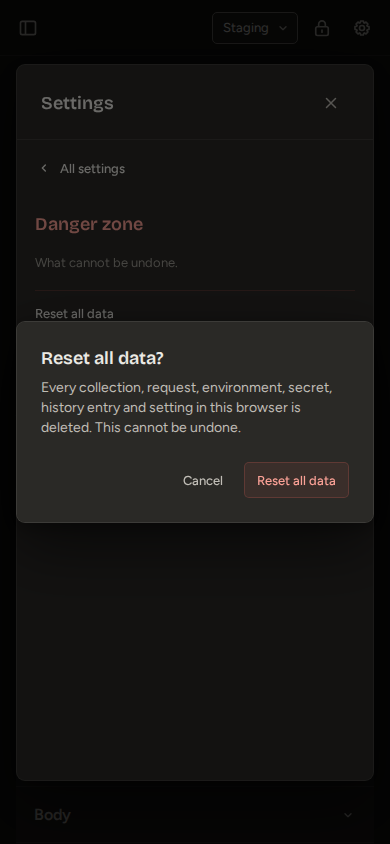 Staging
Settings
All settings
Danger zone
What cannot be undone.
Reset all data
Reset all data?
Every collection, request, environment, secret,
history entry and setting in this browser is
deleted. This cannot be undone.
Cancel
Reset all data
Body